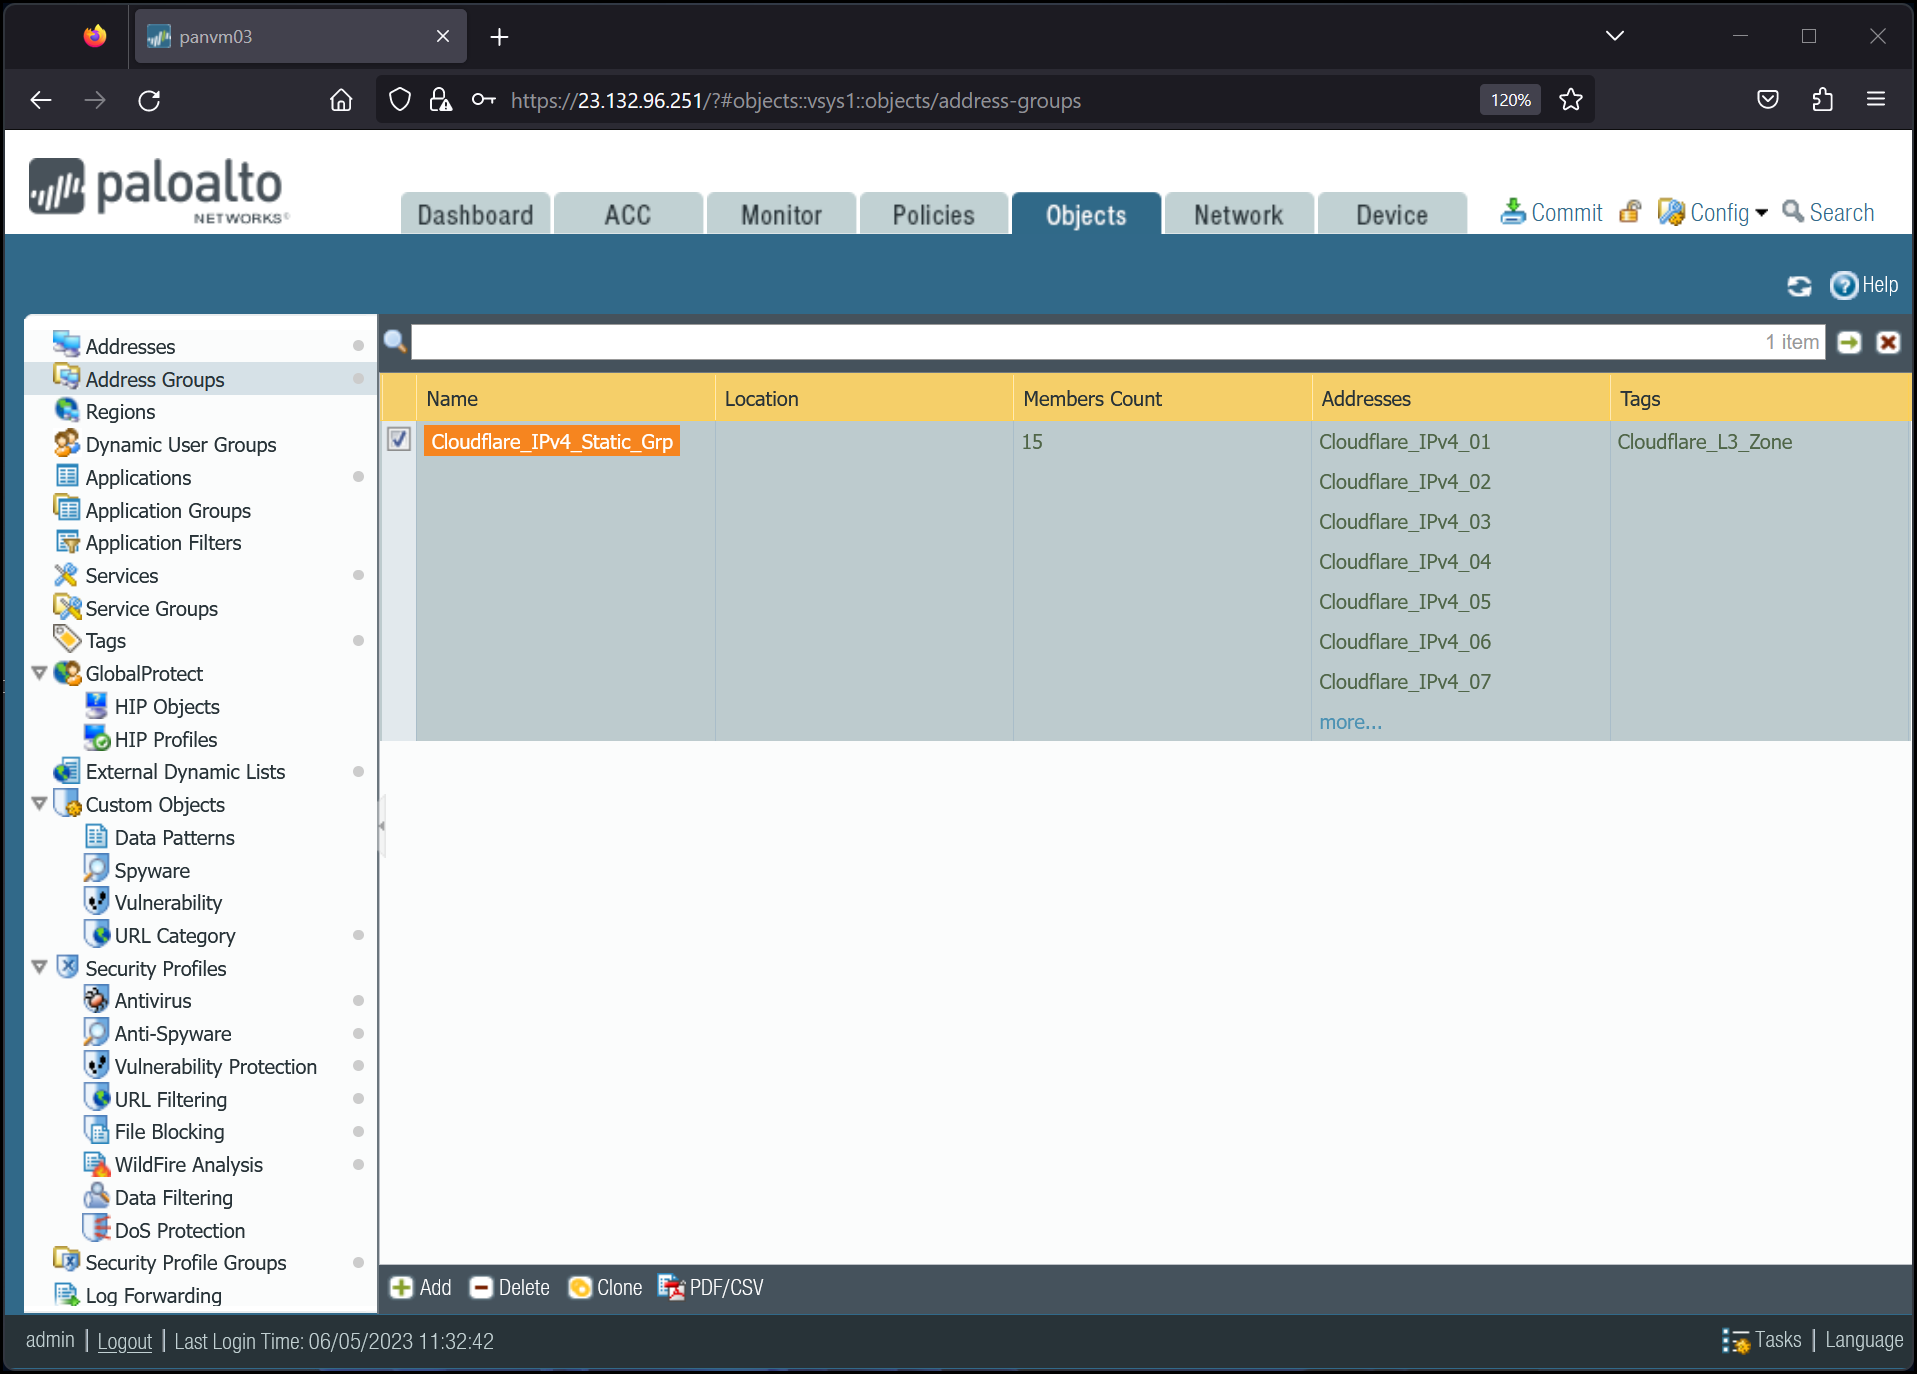 panvm03
https://23.132.96.251/?#objects::vsys1::objects/address-groups
120%
paloalto
NETWORKS®
Dashboard
ACC
Monitor
Policies
Objects
Network
Device
Commit
Config
Search
Help
Addresses
Address Groups
Regions
Dynamic User Groups
Applications
Application Groups
Application Filters
Services
Service Groups
Tags
GlobalProtect
HIP Objects
HIP Profiles
External Dynamic Lists
Custom Objects
Data Patterns
Spyware
Vulnerability
URL Category
Security Profiles
Antivirus
Anti-Spyware
Vulnerability Protection
URL Filtering
File Blocking
WildFire Analysis
Data Filtering
DoS Protection
Security Profile Groups
Log Forwarding
1 item
Name Location Members Count Addresses Tags
Cloudflare_IPv4_Static_Grp 15 Cloudflare_IPv4_01 Cloudflare_L3_Zone
Cloudflare_IPv4_02
Cloudflare_IPv4_03
Cloudflare_IPv4_04
Cloudflare_IPv4_05
Cloudflare_IPv4_06
Cloudflare_IPv4_07
more...
Add Delete Clone PDF/CSV
admin | Logout | Last Login Time: 06/05/2023 11:32:42
Tasks | Language